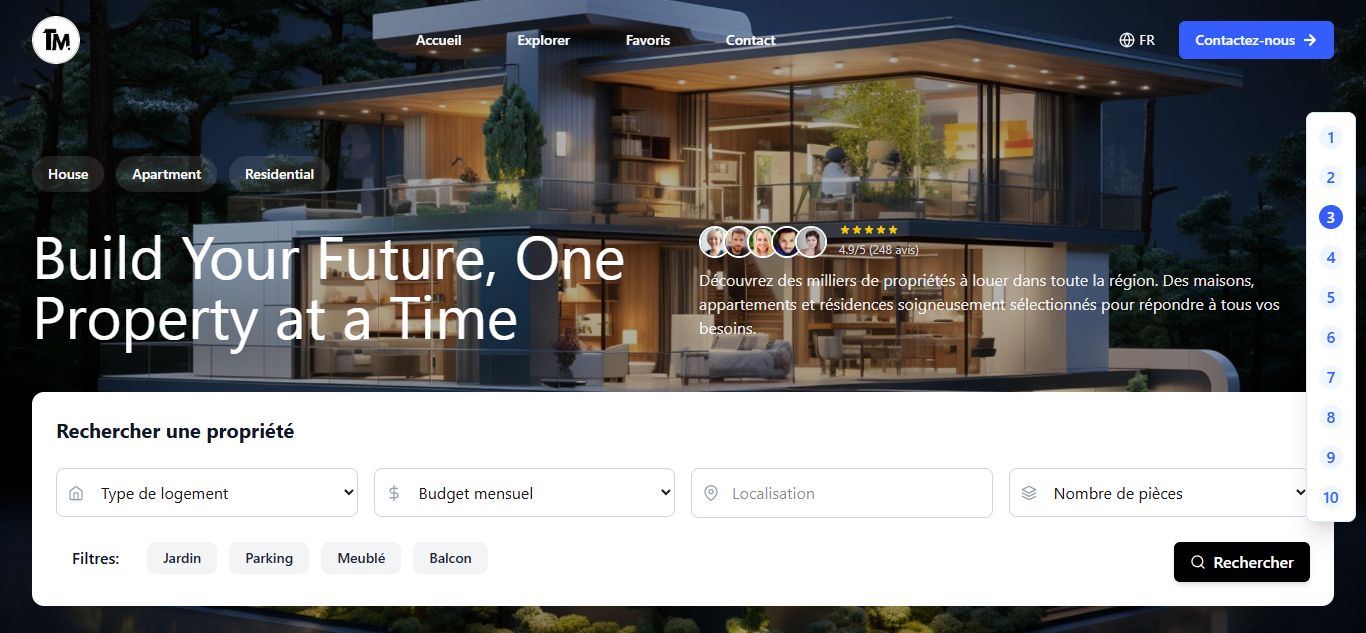 TM
Accueil
Explorer
Favoris
Contact
FR
Contactez-nous
House
Apartment
Residential
Build Your Future, One
Property at a Time
4.9/5 (248 avis)
Découvrez des milliers de propriétés à louer dans toute la région. Des maisons,
appartements et résidences soigneusement sélectionnés pour répondre à tous vos
besoins.
1
2
3
4
5
6
7
8
9
10
Rechercher une propriété
Type de logement
Budget mensuel
Localisation
Nombre de pièces
Filtres:
Jardin
Parking
Meublé
Balcon
Rechercher